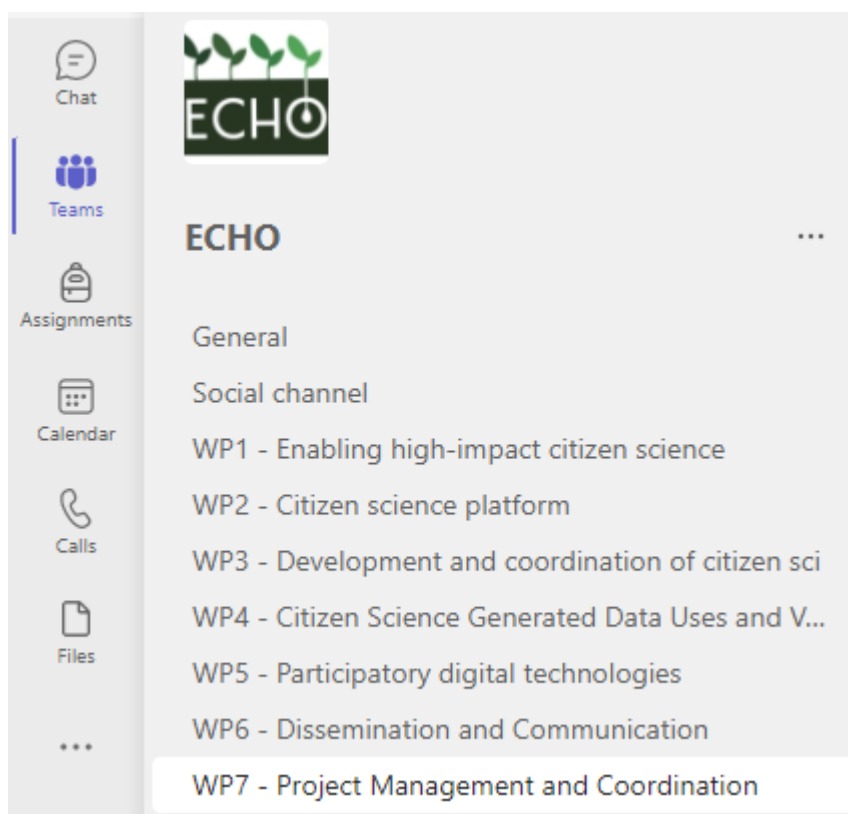 Chat
Teams
Assignments
Calendar
Calls
Files
ECHO
ECHO
General
Social channel
WP1 - Enabling high-impact citizen science
WP2 - Citizen science platform
WP3 - Development and coordination of citizen sci
WP4 - Citizen Science Generated Data Uses and V...
WP5 - Participatory digital technologies
WP6 - Dissemination and Communication
WP7 - Project Management and Coordination